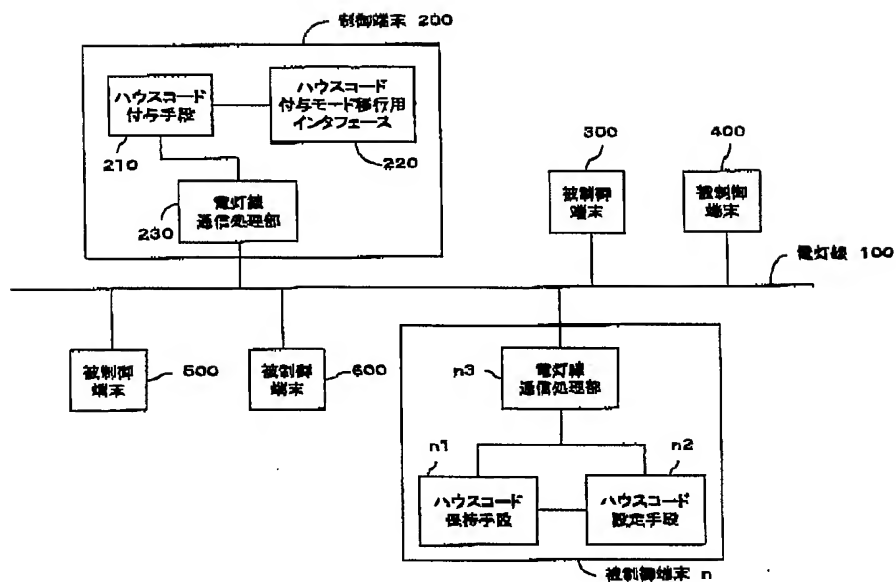 制御端末 200
ハウスコード
付与手段
ハウスコード
付与モード移行用
インタフェース
210
220
電灯線
通信処理部
230
300
400
被制御
端末
被制御
端末
電灯線 100
被制御
端末
500
被制御
端末
600
電灯線
通信処理部
n3
n1
n2
ハウスコード
保持手段
ハウスコード
設定手段
被制御端末 n